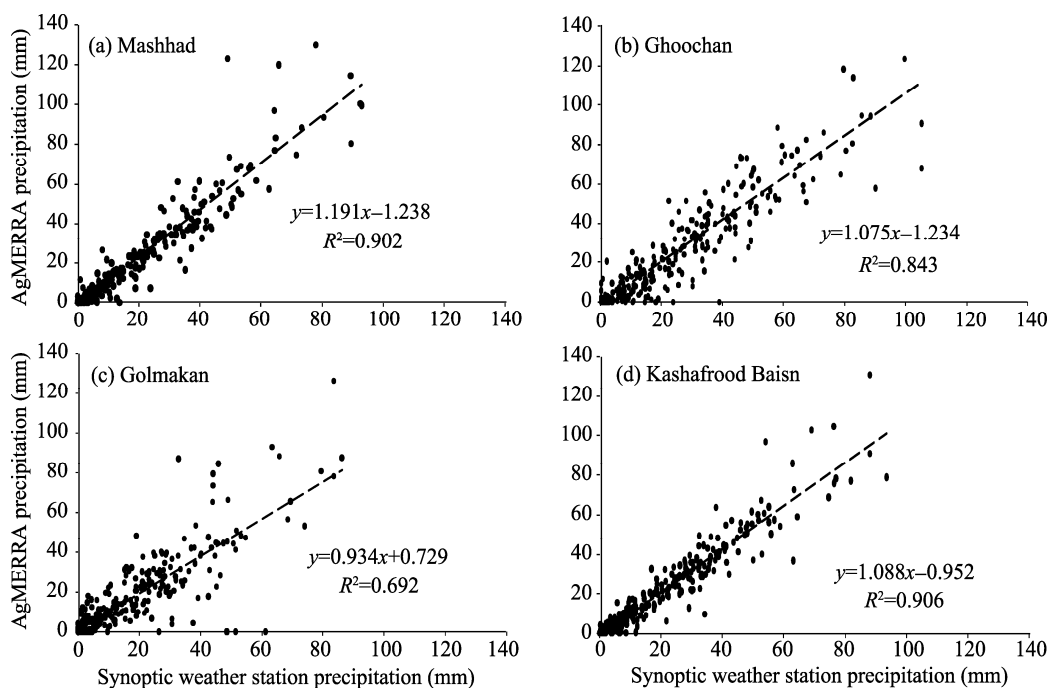 (a) Mashhad
AgMERRA precipitation (mm)
140
120
100
80
60
40
20
0
y=1.191x–1.238
R²=0.902
0 20 40 60 80 100 120 140
(b) Ghoochan
140
120
100
80
60
40
20
0
y=1.075x–1.234
R²=0.843
0 20 40 60 80 100 120 140
(c) Golmakan
AgMERRA precipitation (mm)
140
120
100
80
60
40
20
0
y=0.934x+0.729
R²=0.692
0 20 40 60 80 100 120 140
Synoptic weather station precipitation (mm)
(d) Kashafrood Baisn
140
120
100
80
60
40
20
0
y=1.088x–0.952
R²=0.906
0 20 40 60 80 100 120 140
Synoptic weather station precipitation (mm)